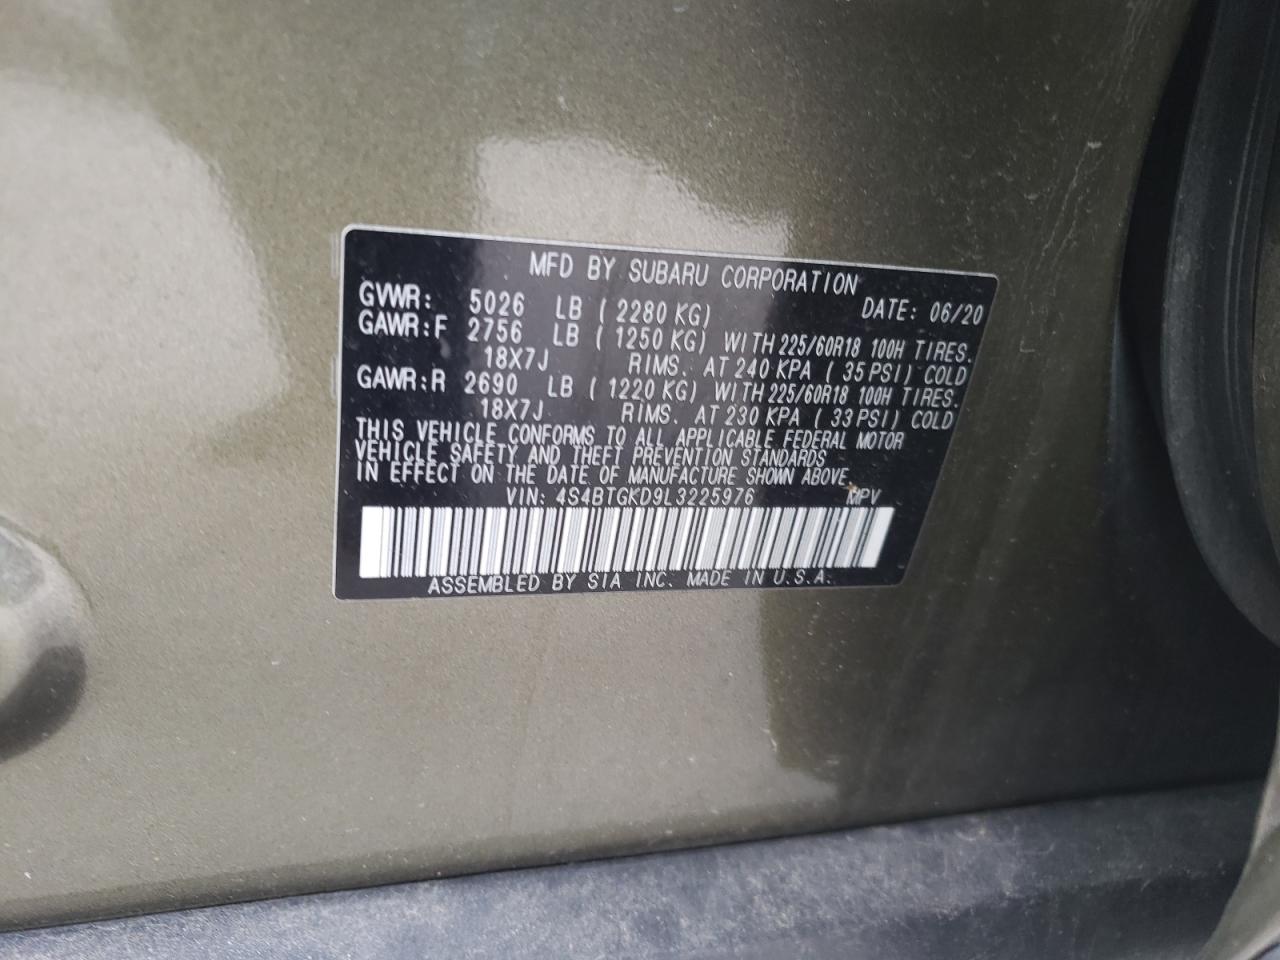 MFD BY SUBARU CORPORATION
GVWR: 5026 LB ( 2280 KG) DATE: 06/20
GAWR:F 2756 LB ( 1250 KG) WITH 225/60R18 100H TIRES.
18X7J RIMS. AT 240 KPA ( 35 PSI) COLD
GAWR:R 2690 LB ( 1220 KG) WITH 225/60R18 100H TIRES.
18X7J RIMS. AT 230 KPA ( 33 PSI) COLD
THIS VEHICLE CONFORMS TO ALL APPLICABLE FEDERAL MOTOR
VEHICLE SAFETY AND THEFT PREVENTION STANDARDS
IN EFFECT ON THE DATE OF MANUFACTURE SHOWN ABOVE.
VIN: 4S4BTGKD9L3225976 MPV
ASSEMBLED BY SIA INC. MADE IN U.S.A.